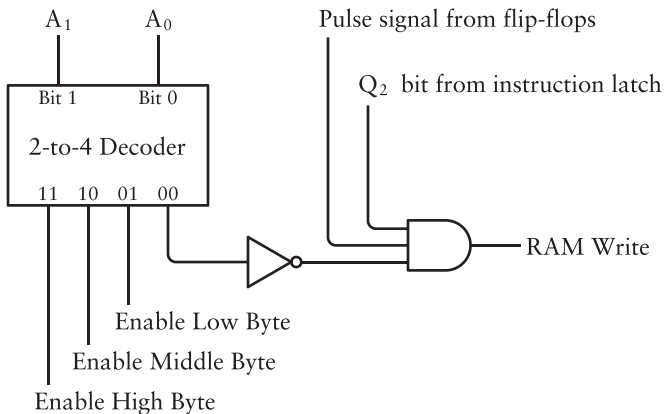 A1
A0
Pulse signal from flip-flops
Q2 bit from instruction latch
Bit 1
Bit 0
2-to-4 Decoder
11 10 01 00
RAM Write
Enable Low Byte
Enable Middle Byte
Enable High Byte